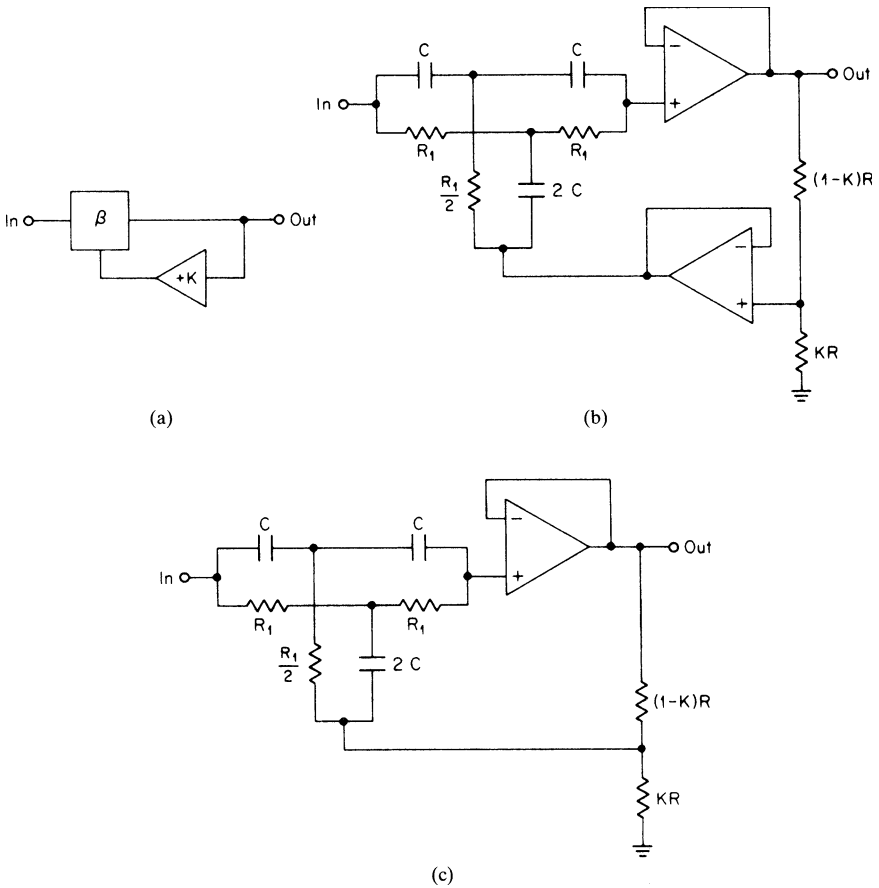 In
β
+K
Out
(a)
In
C
C
R₁
R₁
R₁/2
2 C
−
+
Out
(1-K)R
−
+
KR
(b)
In
C
C
R₁
R₁
R₁/2
2 C
−
+
Out
(1-K)R
KR
(c)